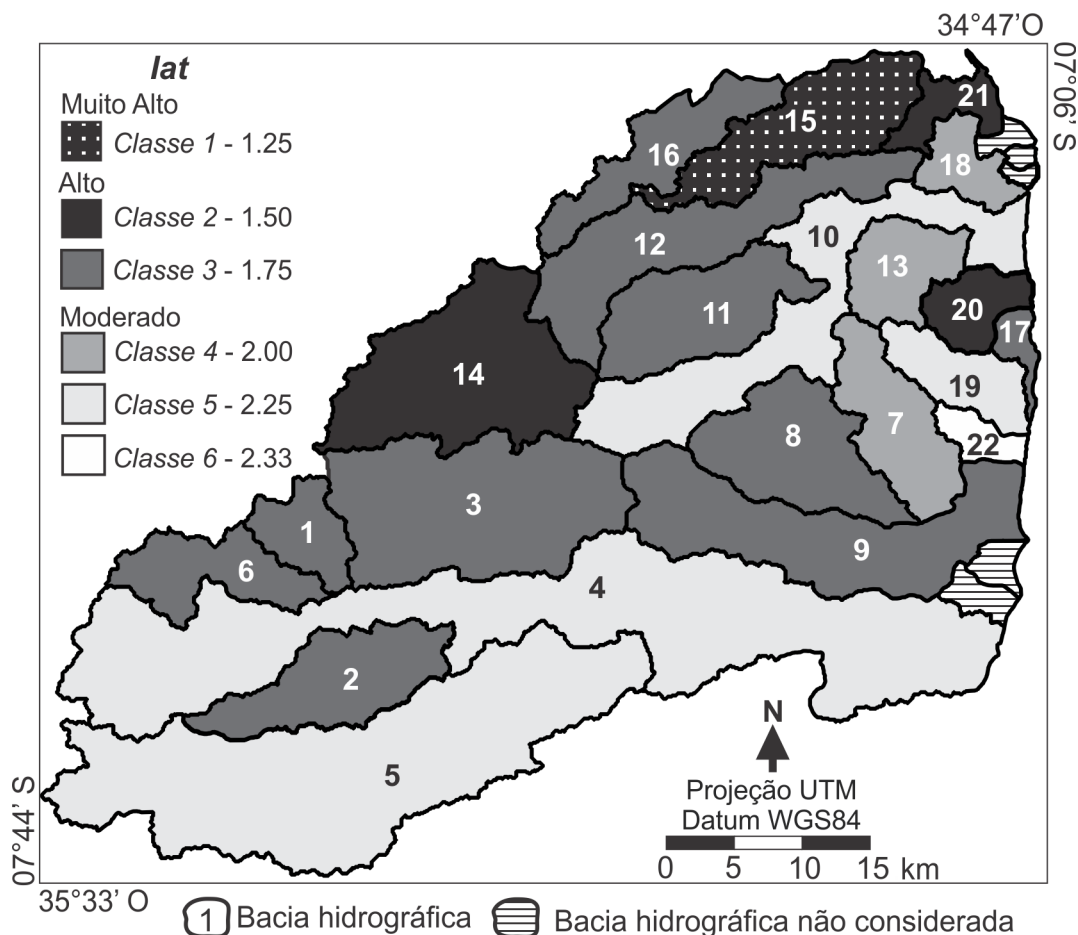 34°47'O
07°06' S
Iat
Muito Alto
Classe 1 - 1.25
Alto
Classe 2 - 1.50
Classe 3 - 1.75
Moderado
Classe 4 - 2.00
Classe 5 - 2.25
Classe 6 - 2.33
21
15
16
18
10
12
13
20
11
17
14
19
7
8
22
3
1
9
6
4
2
5
N
Projeção UTM
Datum WGS84
0 5 10 15 km
07°44' S
35°33' O
1 Bacia hidrográfica
Bacia hidrográfica não considerada